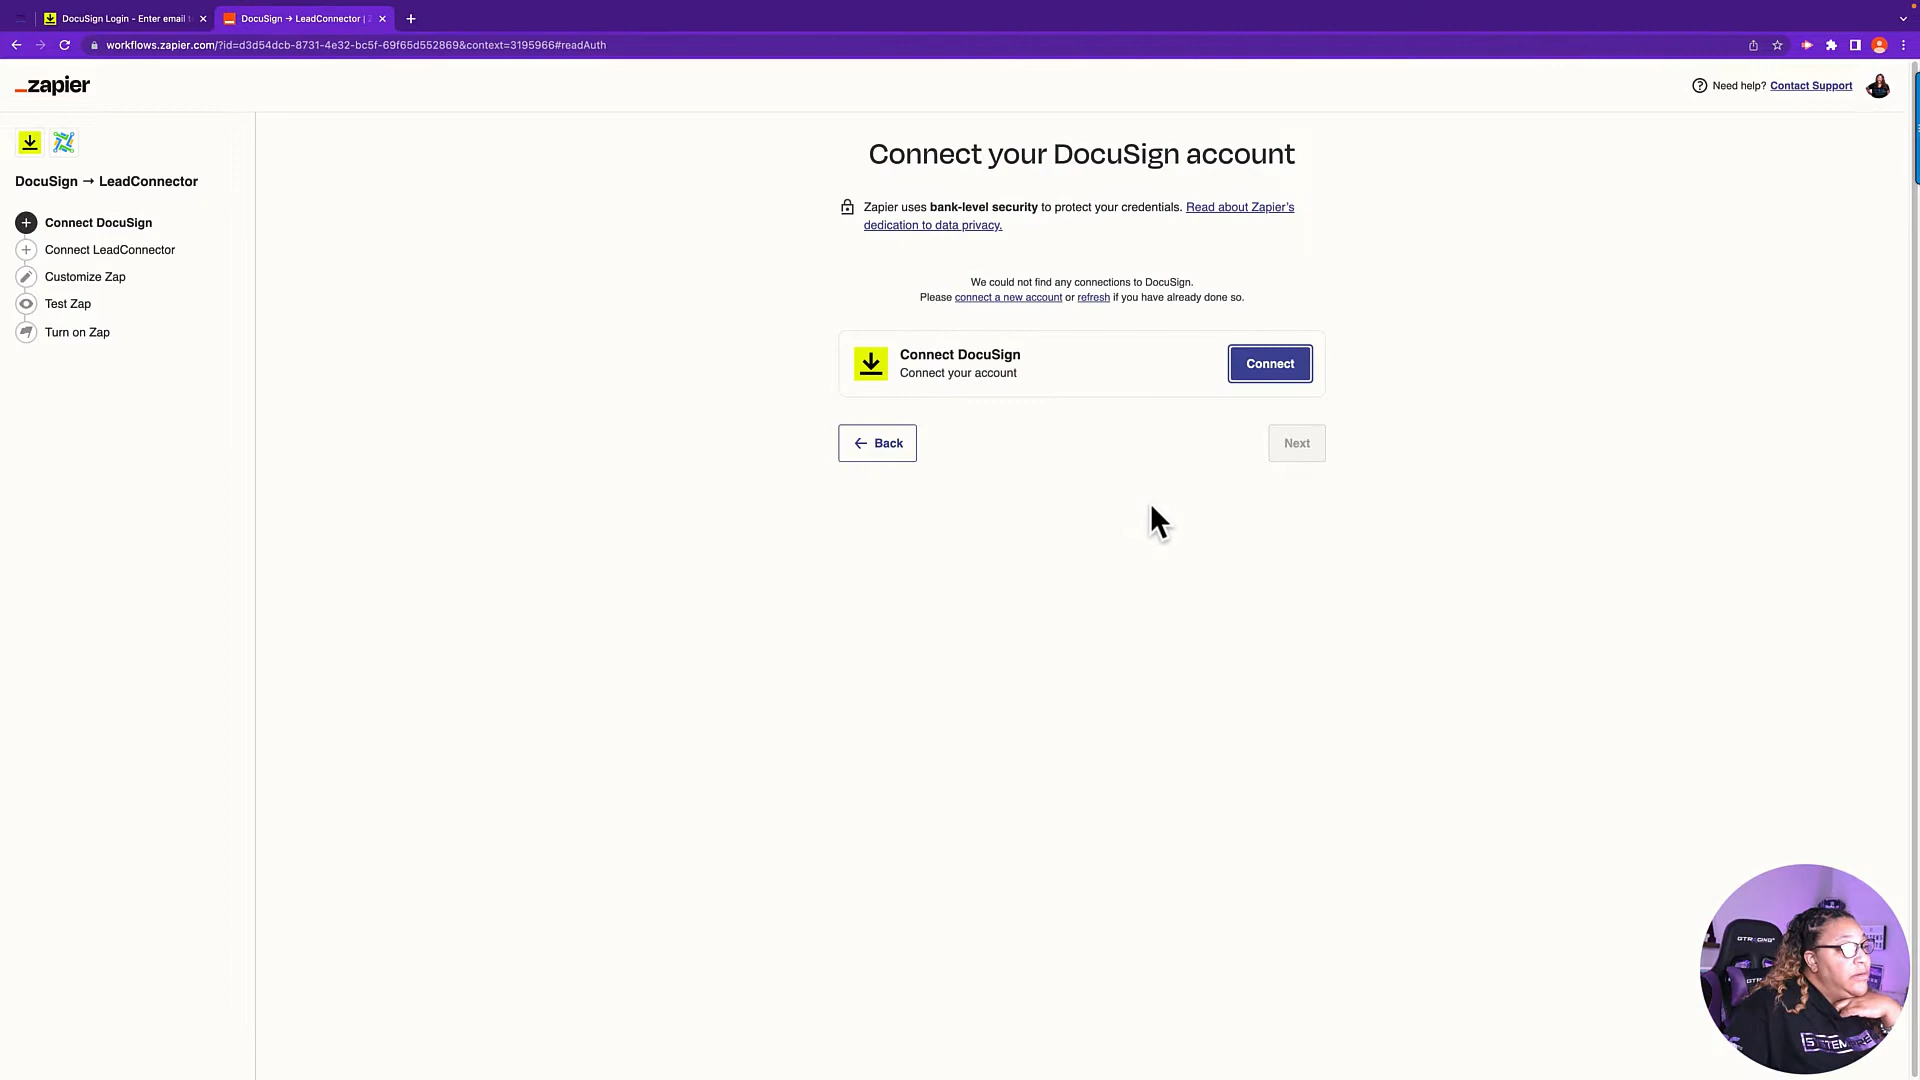 DocuSign Login - Enter email t
DocuSign → LeadConnector | Z
workflows.zapier.com/?id=d3d54dcb-8731-4e32-bc5f-69f65d552869&context=3195966#readAuth
zapier
Need help? Contact Support
DocuSign → LeadConnector
Connect DocuSign
Connect LeadConnector
Customize Zap
Test Zap
Turn on Zap
Connect your DocuSign account
Zapier uses bank-level security to protect your credentials. Read about Zapier's
dedication to data privacy.
We could not find any connections to DocuSign.
Please connect a new account or refresh if you have already done so.
Connect DocuSign
Connect your account
Connect
Back
Next
GTRACING